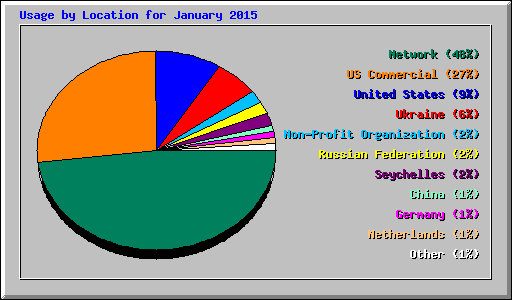 Usage by Location for January 2015
Network (48%)
US Commercial (27%)
United States (9%)
Ukraine (6%)
Non-Profit Organization (2%)
Russian Federation (2%)
Seychelles (2%)
China (1%)
Germany (1%)
Netherlands (1%)
Other (1%)